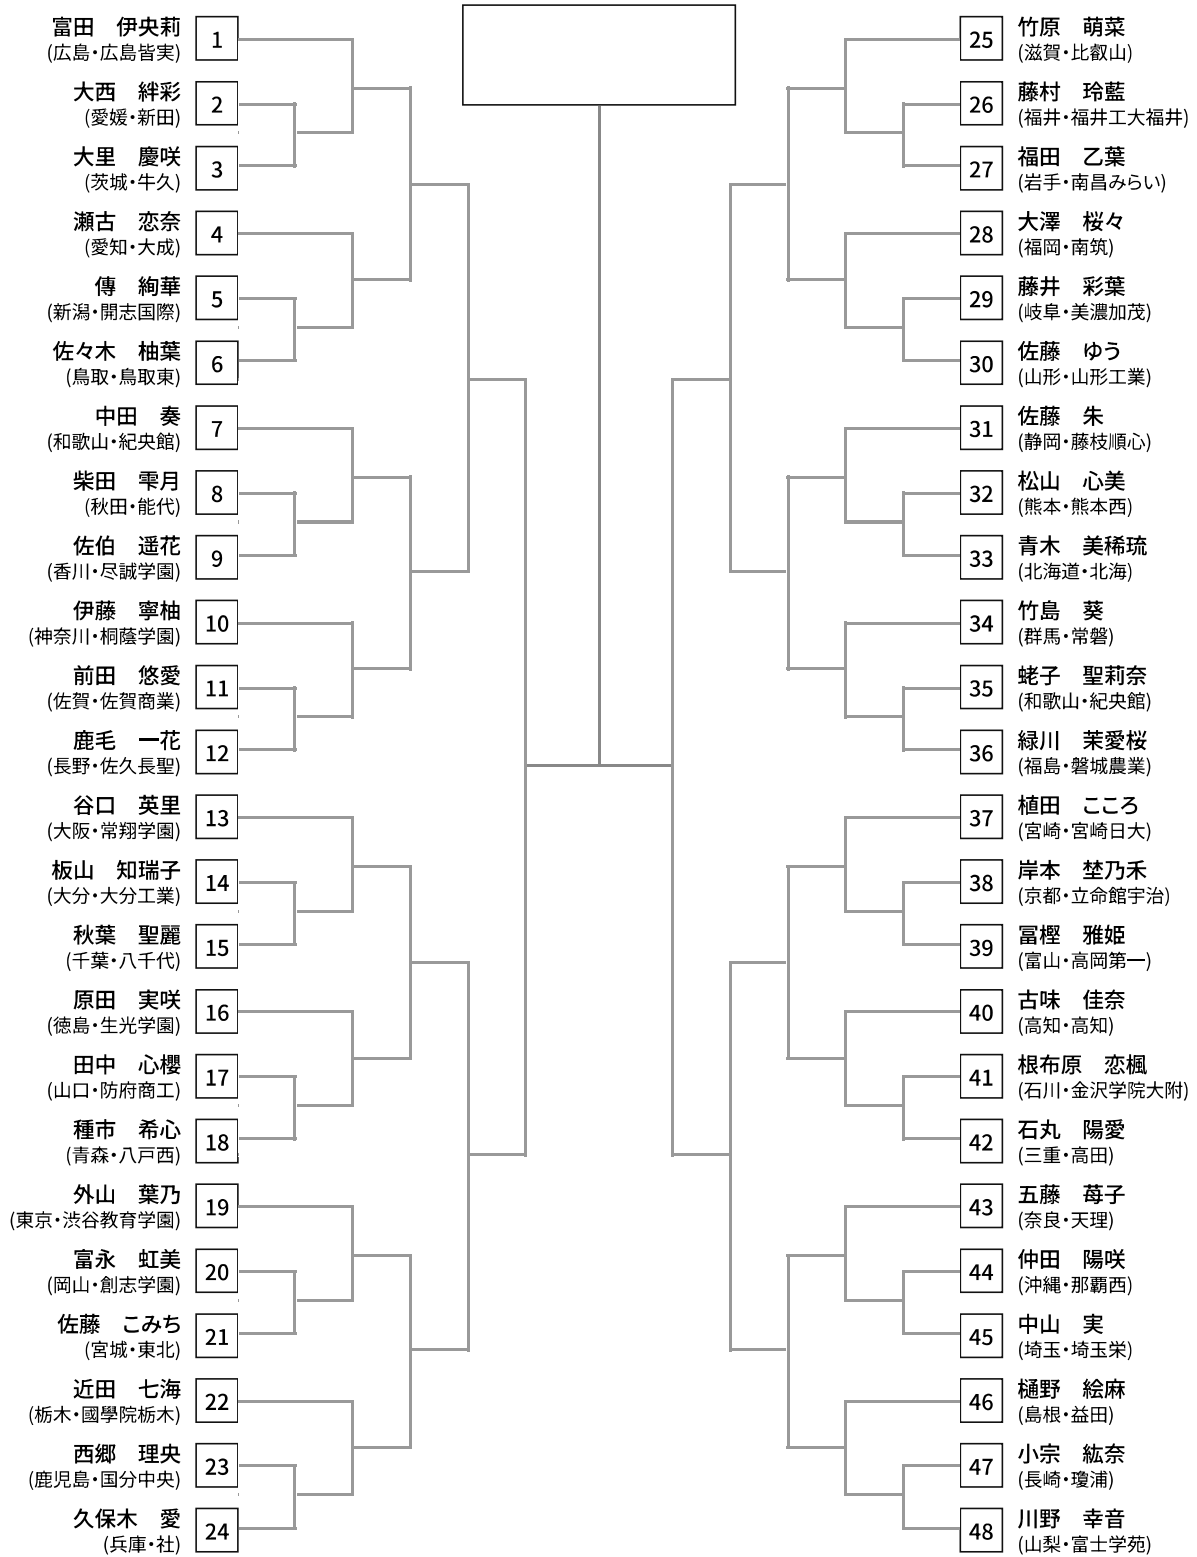 富田　伊央莉
(広島・広島皆実)
1
大西　絆彩
(愛媛・新田)
2
大里　慶咲
(茨城・牛久)
3
瀬古　恋奈
(愛知・大成)
4
傳　絢華
(新潟・開志国際)
5
佐々木　柚葉
(鳥取・鳥取東)
6
中田　奏
(和歌山・紀央館)
7
柴田　雫月
(秋田・能代)
8
佐伯　遥花
(香川・尽誠学園)
9
伊藤　寧柚
(神奈川・桐蔭学園)
10
前田　悠愛
(佐賀・佐賀商業)
11
鹿毛　一花
(長野・佐久長聖)
12
谷口　英里
(大阪・常翔学園)
13
板山　知瑞子
(大分・大分工業)
14
秋葉　聖麗
(千葉・八千代)
15
原田　実咲
(徳島・生光学園)
16
田中　心櫻
(山口・防府商工)
17
種市　希心
(青森・八戸西)
18
外山　葉乃
(東京・渋谷教育学園)
19
富永　虹美
(岡山・創志学園)
20
佐藤　こみち
(宮城・東北)
21
近田　七海
(栃木・國學院栃木)
22
西郷　理央
(鹿児島・国分中央)
23
久保木　愛
(兵庫・社)
24
25
竹原　萌菜
(滋賀・比叡山)
26
藤村　玲藍
(福井・福井工大福井)
27
福田　乙葉
(岩手・南昌みらい)
28
大澤　桜々
(福岡・南筑)
29
藤井　彩葉
(岐阜・美濃加茂)
30
佐藤　ゆう
(山形・山形工業)
31
佐藤　朱
(静岡・藤枝順心)
32
松山　心美
(熊本・熊本西)
33
青木　美稀琉
(北海道・北海)
34
竹島　葵
(群馬・常磐)
35
蛯子　聖莉奈
(和歌山・紀央館)
36
緑川　茉愛桜
(福島・磐城農業)
37
植田　こころ
(宮崎・宮崎日大)
38
岸本　埜乃禾
(京都・立命館宇治)
39
冨樫　雅姫
(富山・高岡第一)
40
古味　佳奈
(高知・高知)
41
根布原　恋楓
(石川・金沢学院大附)
42
石丸　陽愛
(三重・高田)
43
五藤　苺子
(奈良・天理)
44
仲田　陽咲
(沖縄・那覇西)
45
中山　実
(埼玉・埼玉栄)
46
樋野　絵麻
(島根・益田)
47
小宗　紘奈
(長崎・瓊浦)
48
川野　幸音
(山梨・富士学苑)